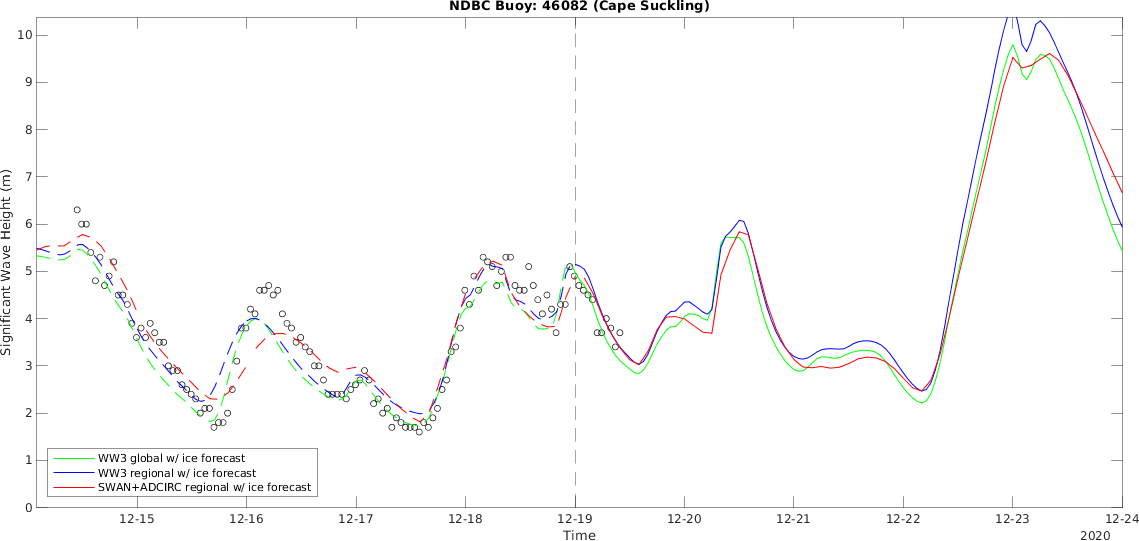 NDBC Buoy: 46082 (Cape Suckling)
Significant Wave Height (m)
10
9
8
7
6
5
4
3
2
1
0
WW3 global w/ ice forecast
WW3 regional w/ ice forecast
SWAN+ADCIRC regional w/ ice forecast
12-15 12-16 12-17 12-18 12-19 12-20 12-21 12-22 12-23 12-24
Time
2020